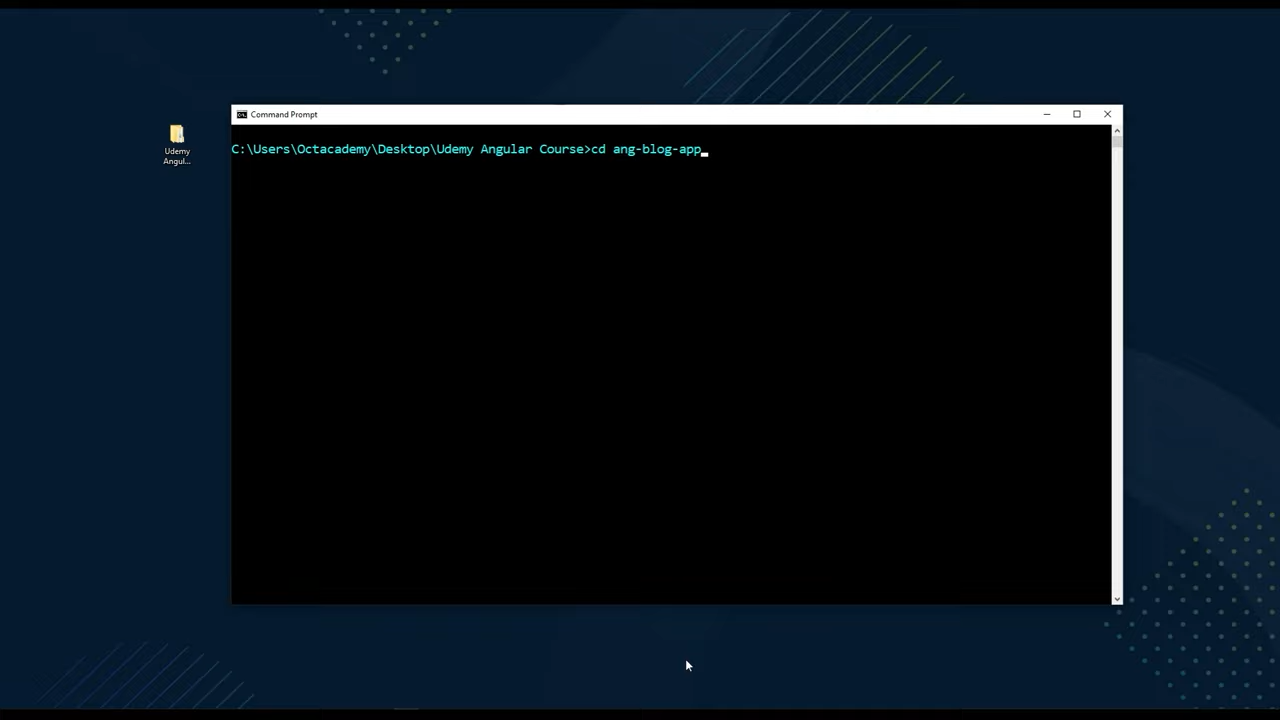 Command Prompt
C:\Users\Octacademy\Desktop\Udemy Angular Course>cd ang-blog-app
Udemy
Angul...